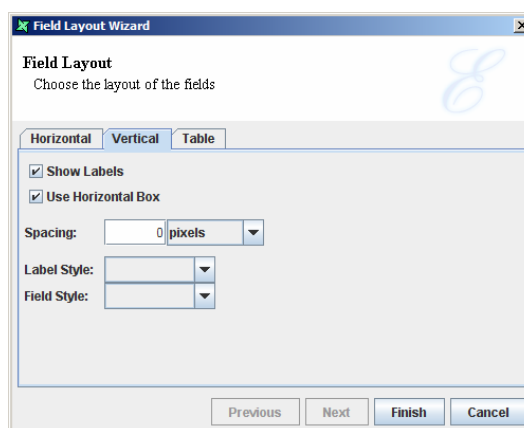 Field Layout Wizard
Field Layout
Choose the layout of the fields
Horizontal Vertical Table
Show Labels
Use Horizontal Box
Spacing: 0 pixels
Label Style:
Field Style:
Previous Next Finish Cancel